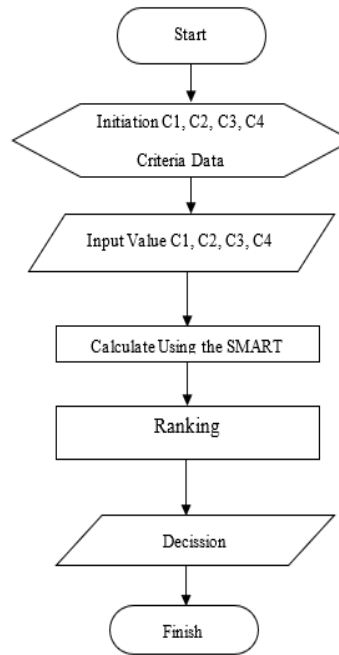 Start
Initiation C1, C2, C3, C4
Criteria Data
Input Value C1, C2, C3, C4
Calculate Using the SMART
Ranking
Decission
Finish